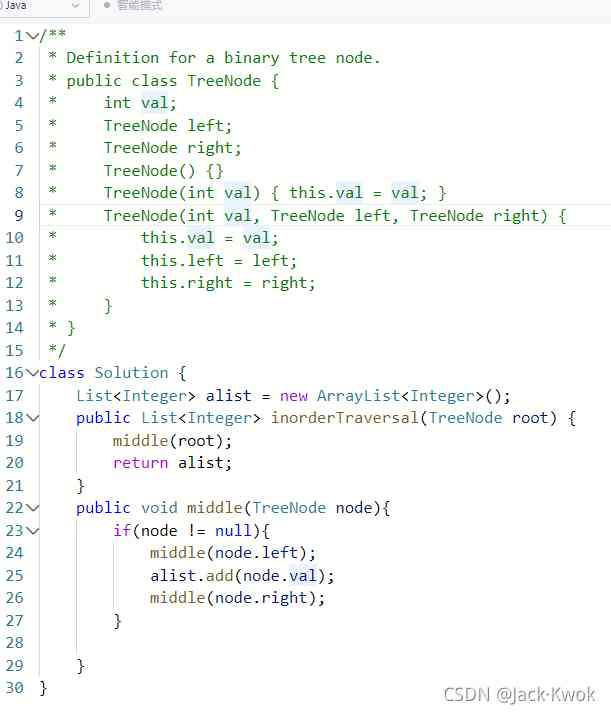 Java 智能模式
1 /**
2 * Definition for a binary tree node.
3 * public class TreeNode {
4 *     int val;
5 *     TreeNode left;
6 *     TreeNode right;
7 *     TreeNode() {}
8 *     TreeNode(int val) { this.val = val; }
9 *     TreeNode(int val, TreeNode left, TreeNode right) {
10 *         this.val = val;
11 *         this.left = left;
12 *         this.right = right;
13 *     }
14 * }
15 */
16 class Solution {
17     List<Integer> alist = new ArrayList<Integer>();
18     public List<Integer> inorderTraversal(TreeNode root) {
19         middle(root);
20         return alist;
21     }
22     public void middle(TreeNode node){
23         if(node != null){
24             middle(node.left);
25             alist.add(node.val);
26             middle(node.right);
27         }
28
29     }
30 }
CSDN @Jack·Kwok